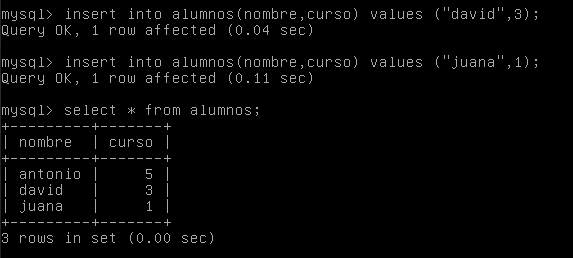 mysql> insert into alumnos(nombre,curso) values ("david",3);
Query OK, 1 row affected (0.04 sec)
mysql> insert into alumnos(nombre,curso) values ("juana",1);
Query OK, 1 row affected (0.11 sec)
mysql> select * from alumnos;
+---------+-------+
| nombre  | curso |
+---------+-------+
| antonio |     5 |
| david   |     3 |
| juana   |     1 |
+---------+-------+
3 rows in set (0.00 sec)